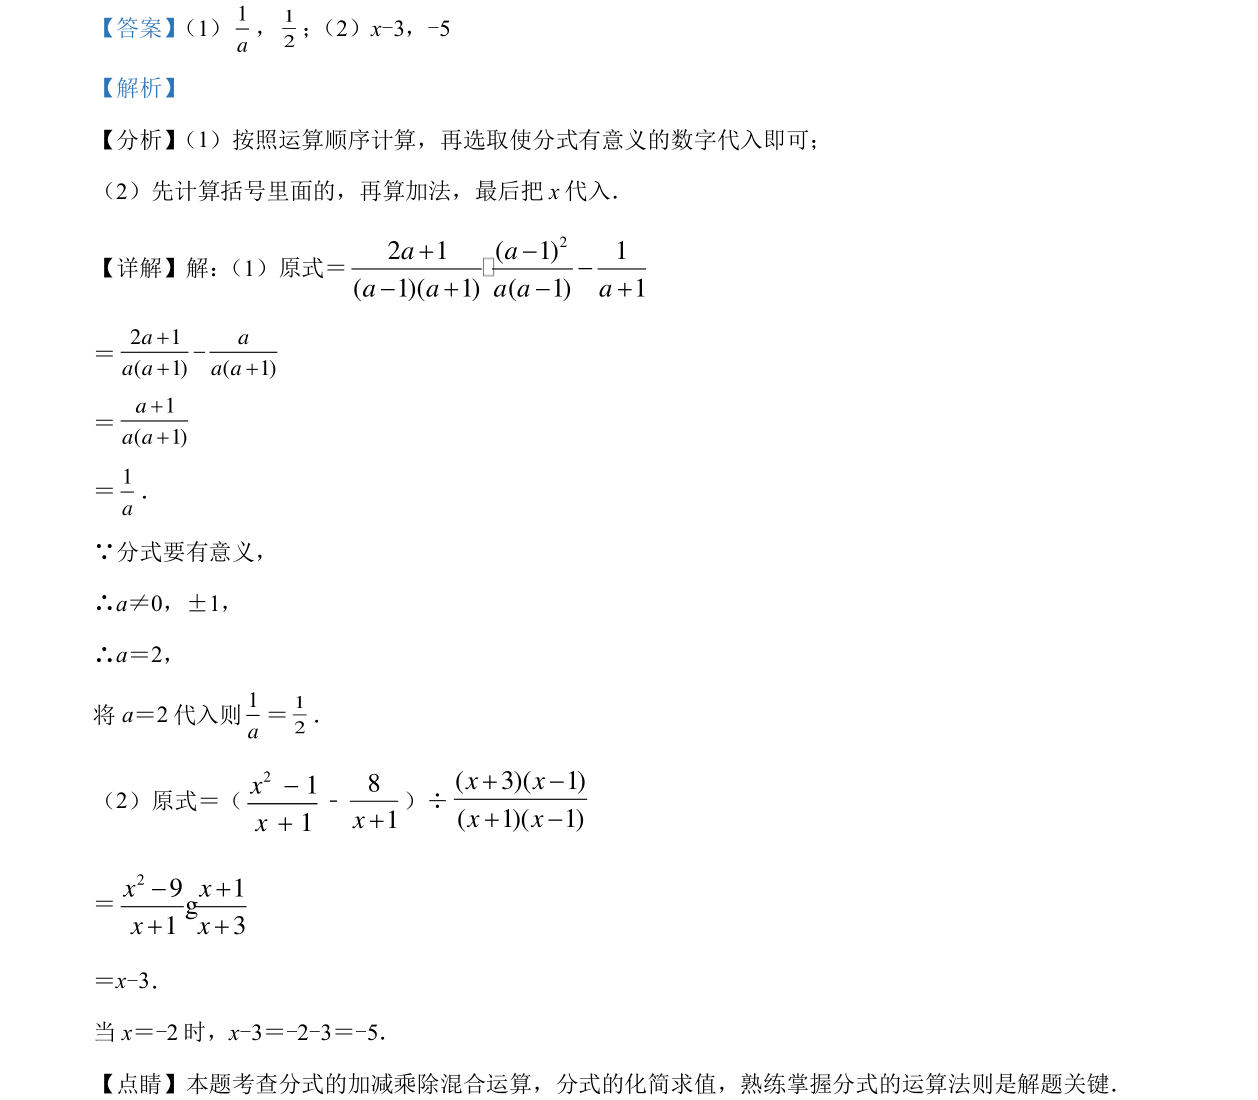 【答案】（1）1/a，1/2；（2）x-3，-5
【解析】
【分析】（1）按照运算顺序计算，再选取使分式有意义的数字代入即可；
（2）先计算括号里面的，再算加法，最后把 x 代入．
【详解】解：（1）原式＝(2a+1)/((a−1)(a+1))□(a−1)²/(a(a−1))−1/(a+1)
＝(2a+1)/(a(a+1))−a/(a(a+1))
＝(a+1)/(a(a+1))
＝1/a．
∵分式要有意义，
∴a≠0，±1，
∴a＝2，
将 a＝2 代入则1/a＝1/2．
（2）原式＝（(x²−1)/(x+1) - 8/(x+1)）÷((x+3)(x−1))/((x+1)(x−1))
＝(x²−9)/(x+1)g(x+1)/(x+3)
＝x-3．
当 x＝-2 时，x-3＝-2-3＝-5．
【点睛】本题考查分式的加减乘除混合运算，分式的化简求值，熟练掌握分式的运算法则是解题关键．